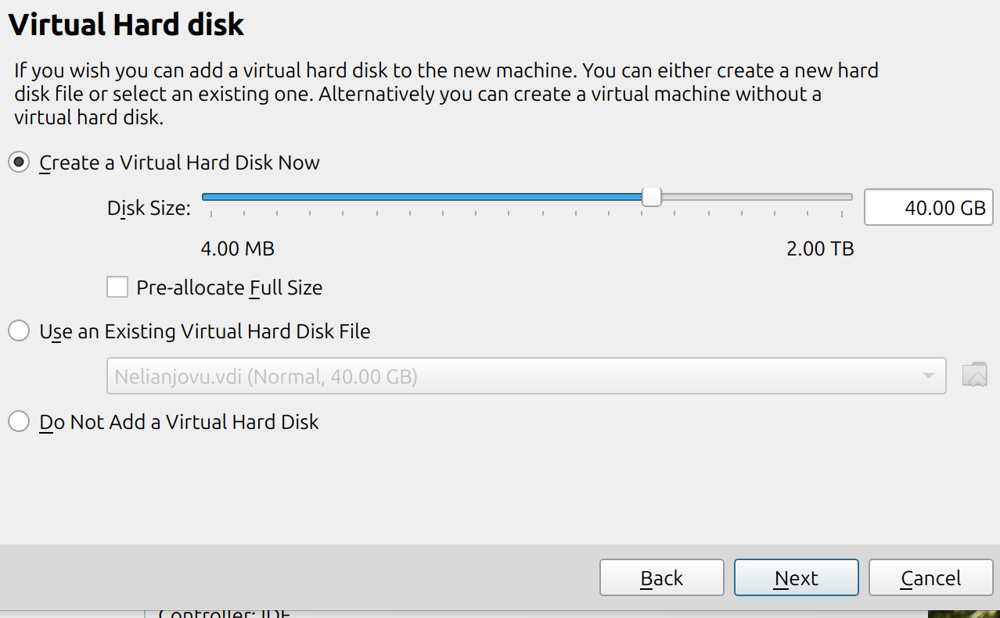 Virtual Hard disk
If you wish you can add a virtual hard disk to the new machine. You can either create a new hard
disk file or select an existing one. Alternatively you can create a virtual machine without a
virtual hard disk.
Create a Virtual Hard Disk Now
Disk Size:
40.00 GB
4.00 MB
2.00 TB
Pre-allocate Full Size
Use an Existing Virtual Hard Disk File
Nelianjovu.vdi (Normal, 40.00 GB)
Do Not Add a Virtual Hard Disk
Back
Next
Cancel
Controller: IDE